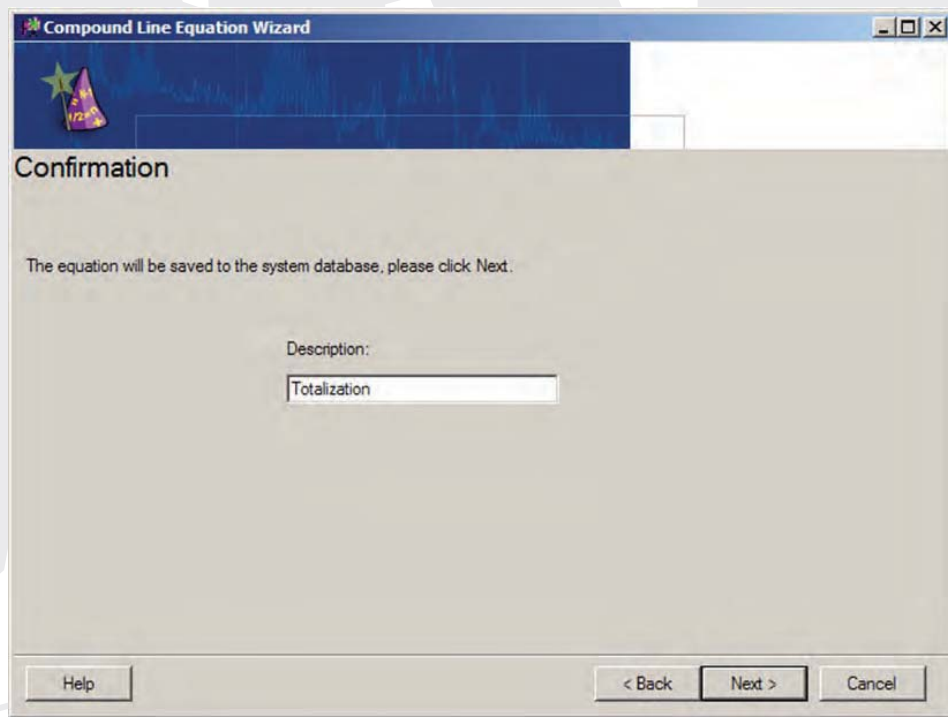 Compound Line Equation Wizard
Confirmation
The equation will be saved to the system database, please click Next.
Description:
Totalization
Help
< Back
Next >
Cancel